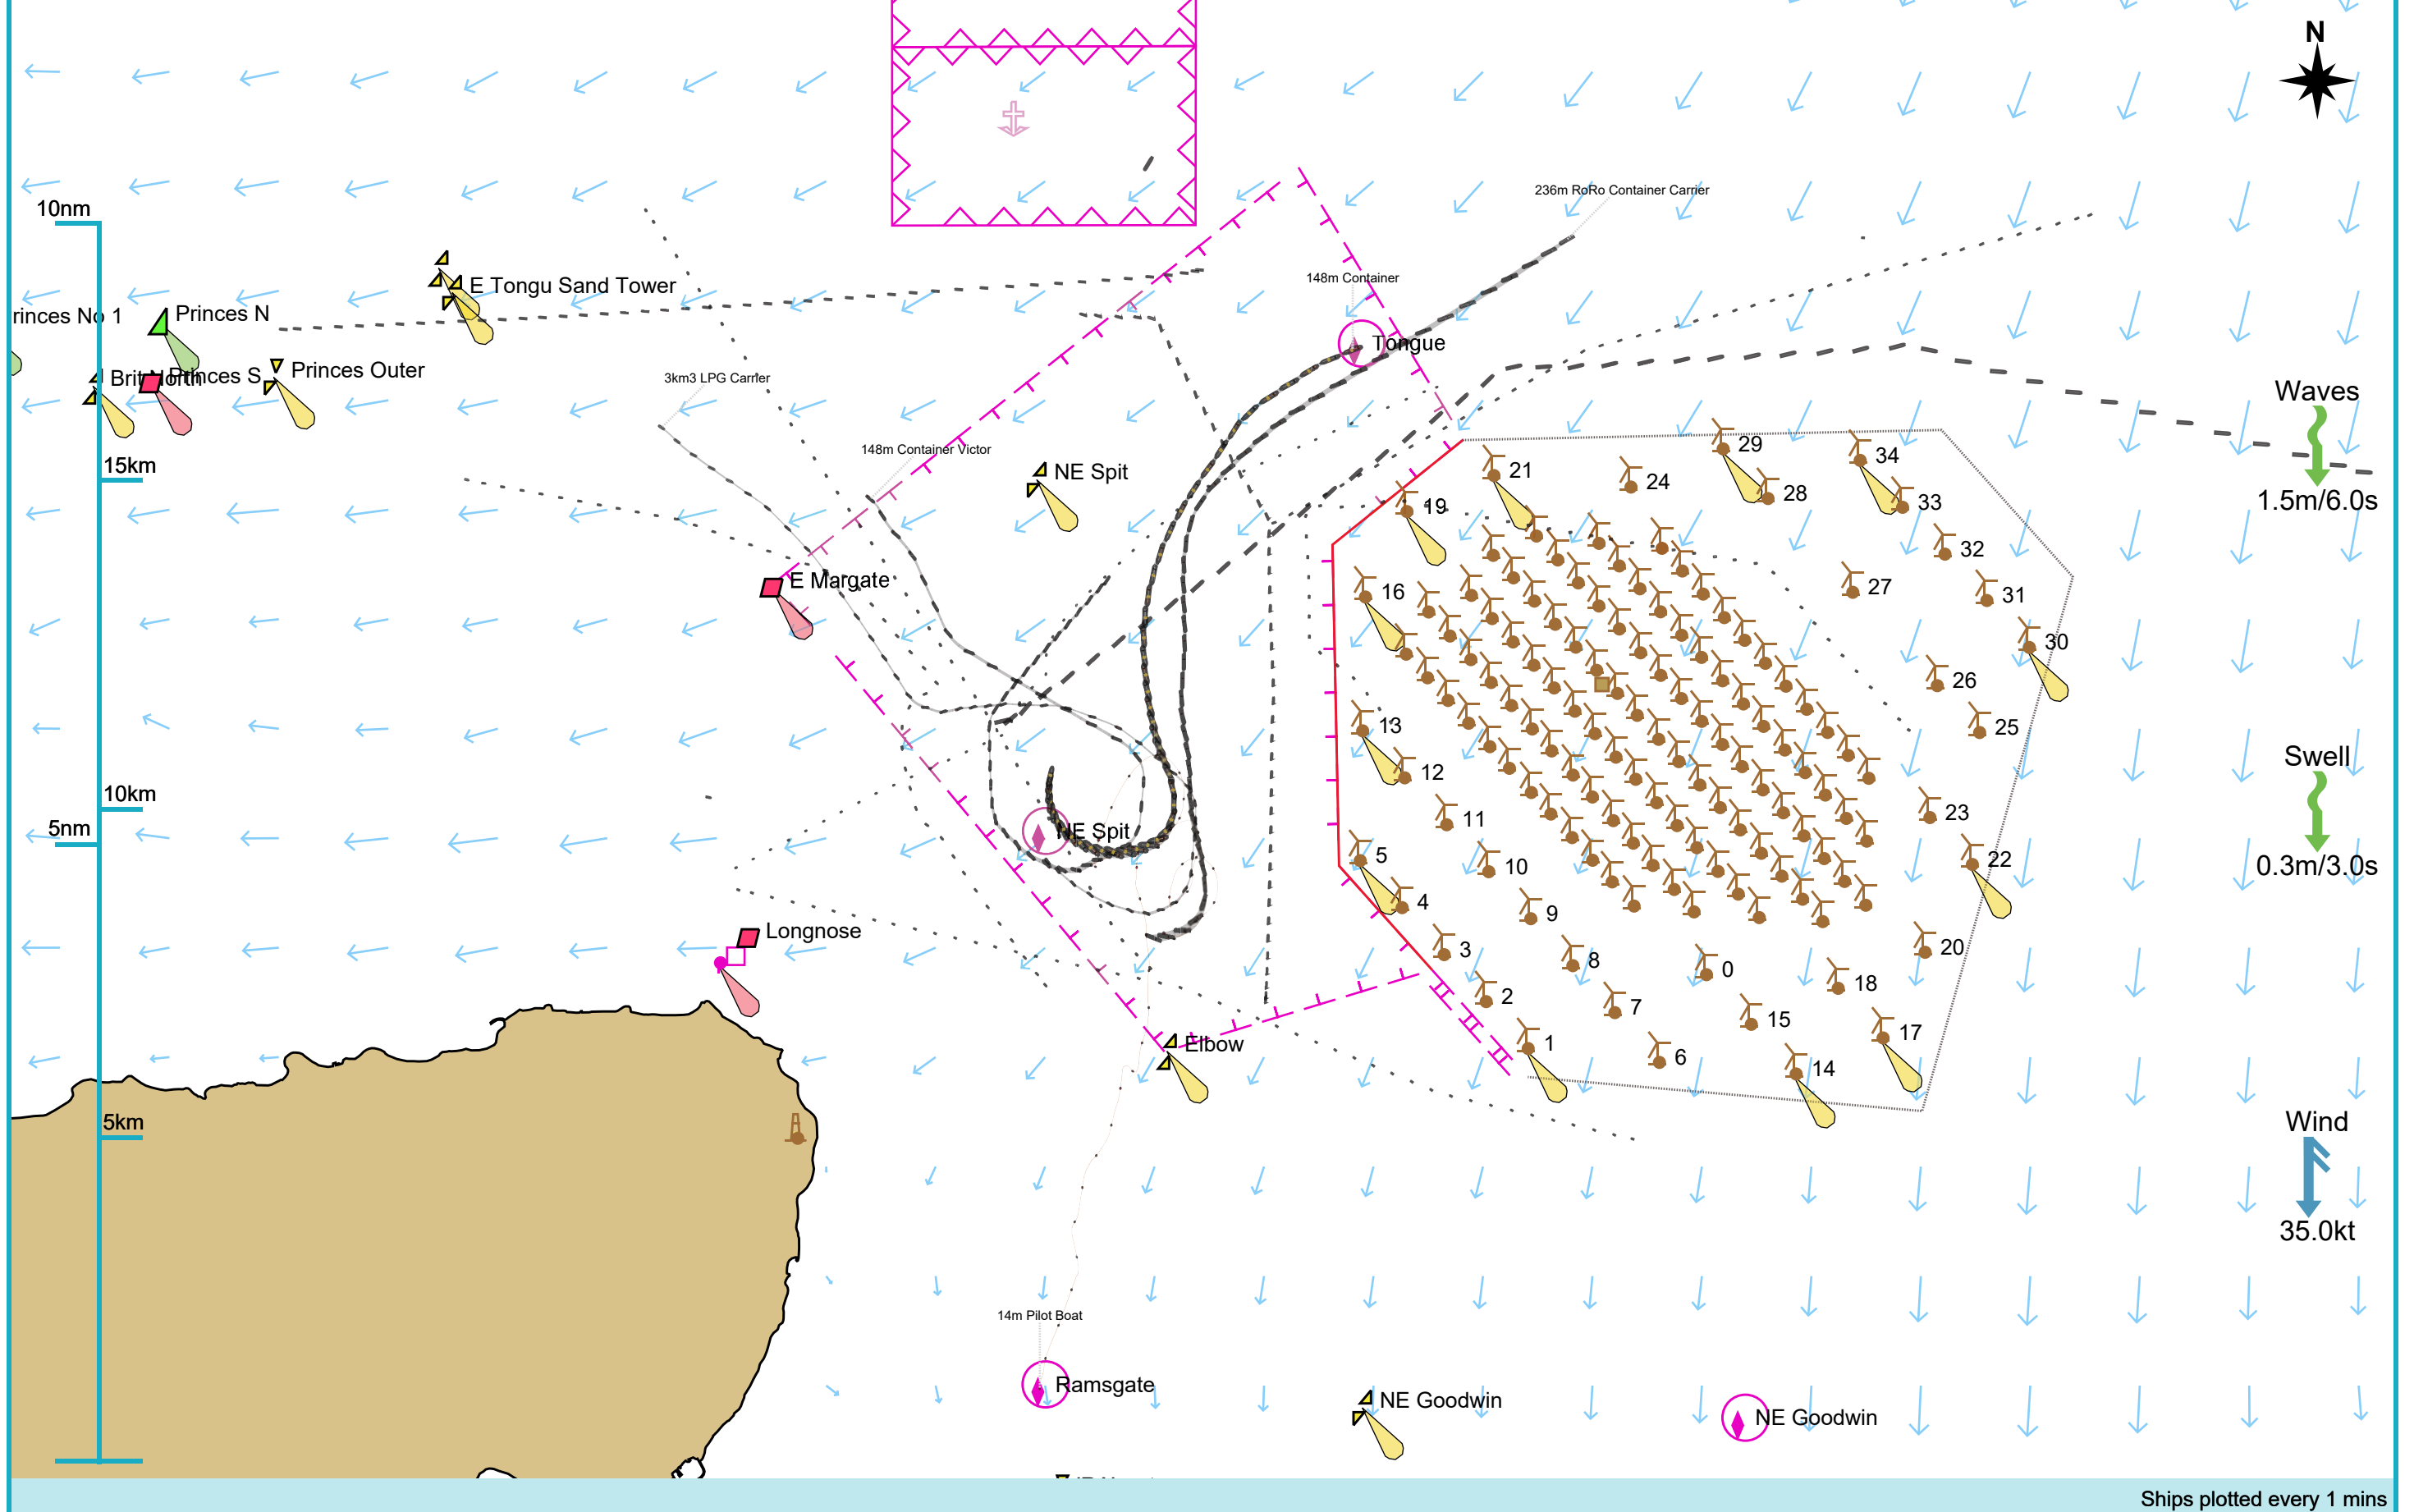 N
236m RoRo Container Carrier
10nm
148m Container
E Tongu Sand Tower
rinces No 1
Princes N
Tongue
Princes Outer
Princes S
3km3 LPG Carrier
Waves
148m Container Victor
29
34
15km
NE Spit
21
24
28
33
1.5m/6.0s
19
32
E Margate
16
27
31
30
26
13
25
Swell
12
10km
11
23
5nm
NE Spit
5
10
22
0.3m/3.0s
4
9
Longnose
3
8
0
20
18
2
7
15
17
Elbow
1
6
14
5km
Wind
35.0kt
14m Pilot Boat
Ramsgate
NE Goodwin
NE Goodwin
Ships plotted every 1 mins